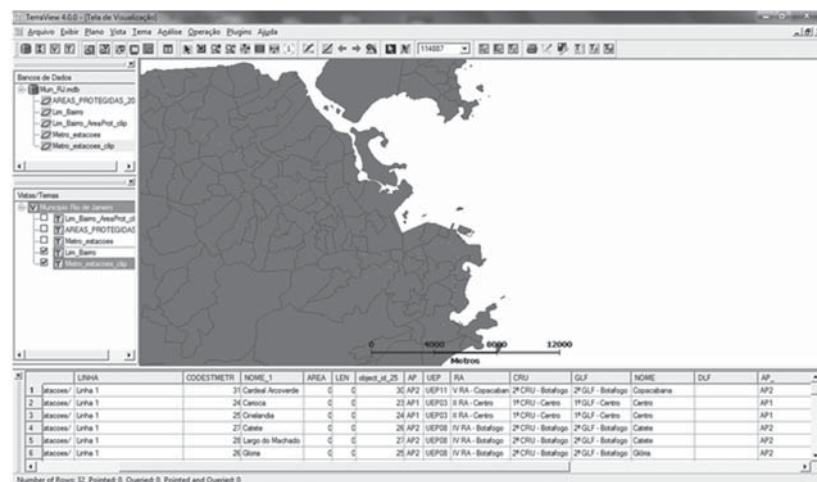 TerraView 4.0.0 - [Tela de Visualização]
Arquivo Exibir Plano Vista Tema Análise Operação Plugins Ajuda
114887
Bancos de Dados
Mun_RJ.mdb
AREAS_PROTEGIDAS_20
Lim_Bairro
Lim_Bairro_AreaProt_clip
Metro_estacoes
Metro_estacoes_clip
Vistas/Temas
Municipio Rio de Janeiro
Lim_Bairro_AreaProt_cl
AREAS_PROTEGIDAS
Metro_estacoes
Lim_Bairro
Metro_estacoes_clip
0 4000 8000 12000
Metros
LINHA CODESTMETR NOME_1 AREA LEN object_id_25 AP UEP RA CRU GLF NOME DLF AP_
1 atacoes/ Linha 1 31 Cardeal Arcoverde 0 0 30 AP2 UEP11 V RA - Copacaban 2ª CRU - Botafogo 2ª GLF - Botafogo Copacabana AP2
2 atacoes/ Linha 1 24 Carioca 0 0 23 AP1 UEP03 II RA - Centro 1ª CRU - Centro 1ª GLF - Centro Centro AP1
3 atacoes/ Linha 1 25 Cinelandia 0 0 24 AP1 UEP03 II RA - Centro 1ª CRU - Centro 1ª GLF - Centro Centro AP1
4 atacoes/ Linha 1 27 Catete 0 0 26 AP2 UEP08 IV RA - Botafogo 2ª CRU - Botafogo 2ª GLF - Botafogo Catete AP2
5 atacoes/ Linha 1 28 Largo do Machado 0 0 27 AP2 UEP08 IV RA - Botafogo 2ª CRU - Botafogo 2ª GLF - Botafogo Catete AP2
6 atacoes/ Linha 1 26 Gloria 0 0 25 AP2 UEP08 IV RA - Botafogo 2ª CRU - Botafogo 2ª GLF - Botafogo Glória AP2
Number of Rows: 32, Pointed: 0, Queried: 0, Pointed and Queried: 0